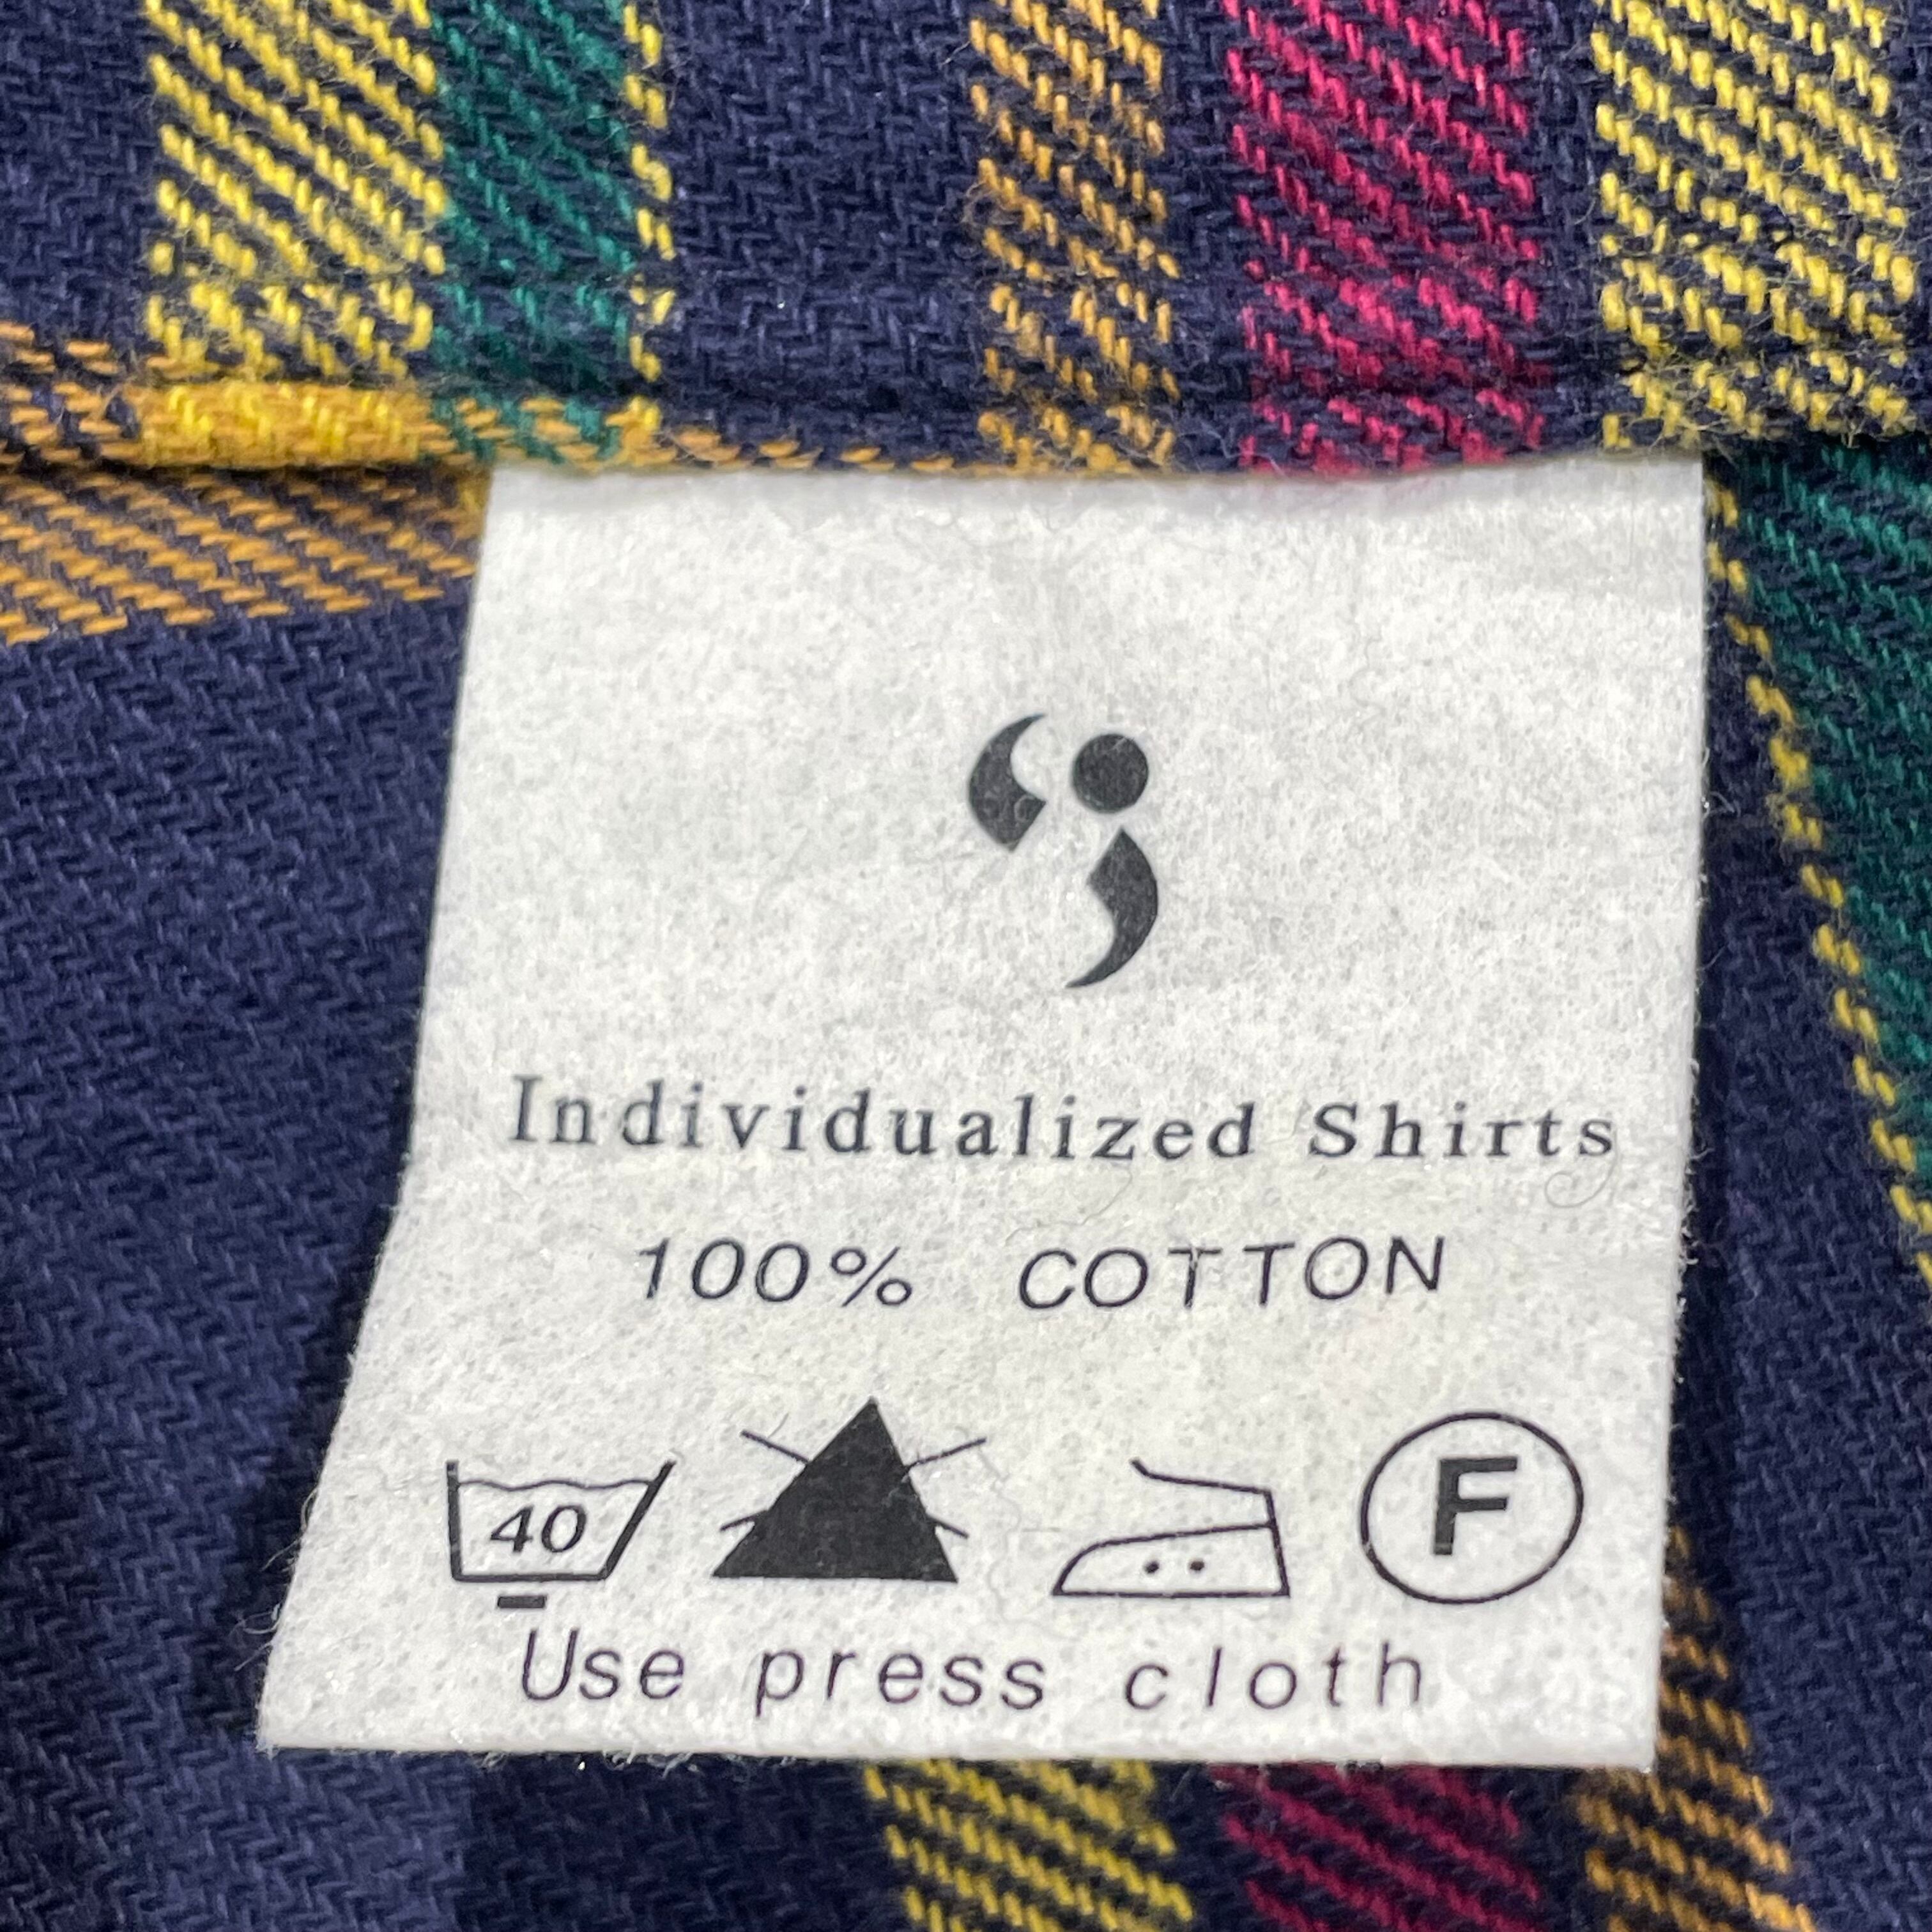 Individualized Shirts
100% COTTON
40 F
Use press cloth